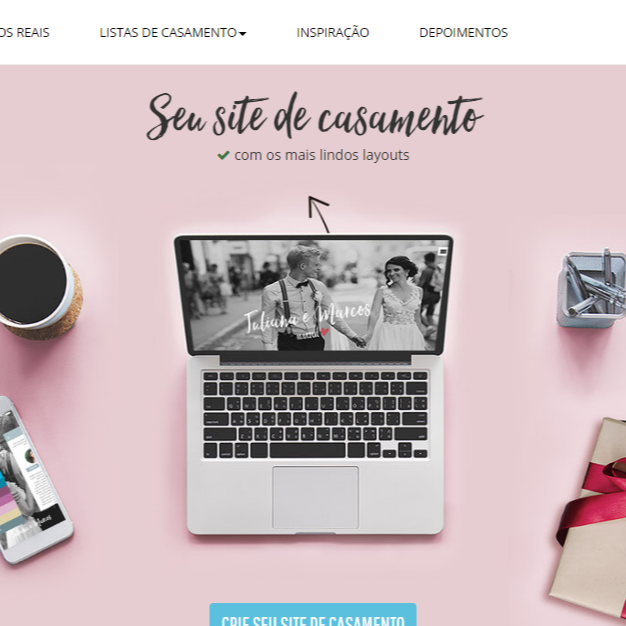 OS REAIS LISTAS DE CASAMENTO INSPIRAÇÃO DEPOIMENTOS
Seu site de casamento
com os mais lindos layouts
Juliana e Marcos
CRIE SEU SITE DE CASAMENTO